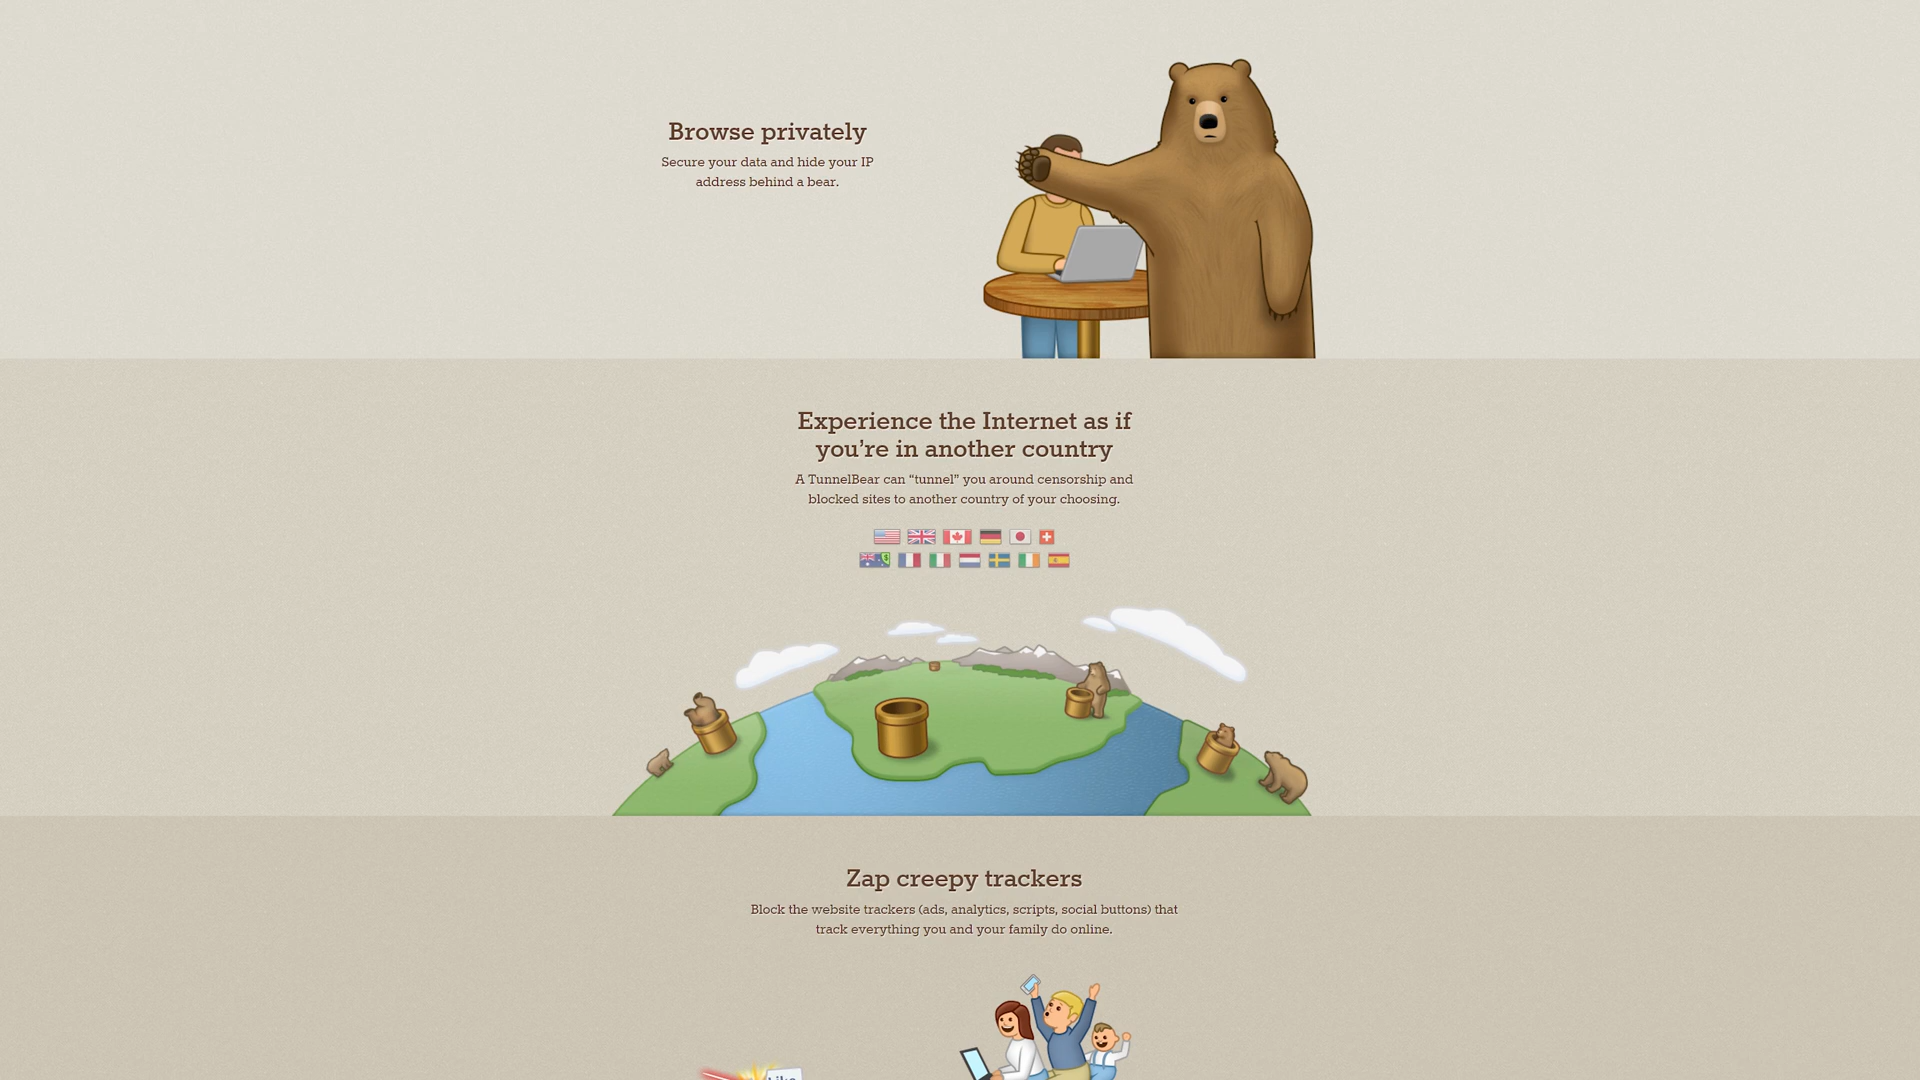 Browse privately
Secure your data and hide your IP
address behind a bear.
Experience the Internet as if
you’re in another country
A TunnelBear can “tunnel” you around censorship and
blocked sites to another country of your choosing.
$
Zap creepy trackers
Block the website trackers (ads, analytics, scripts, social buttons) that
track everything you and your family do online.
Like